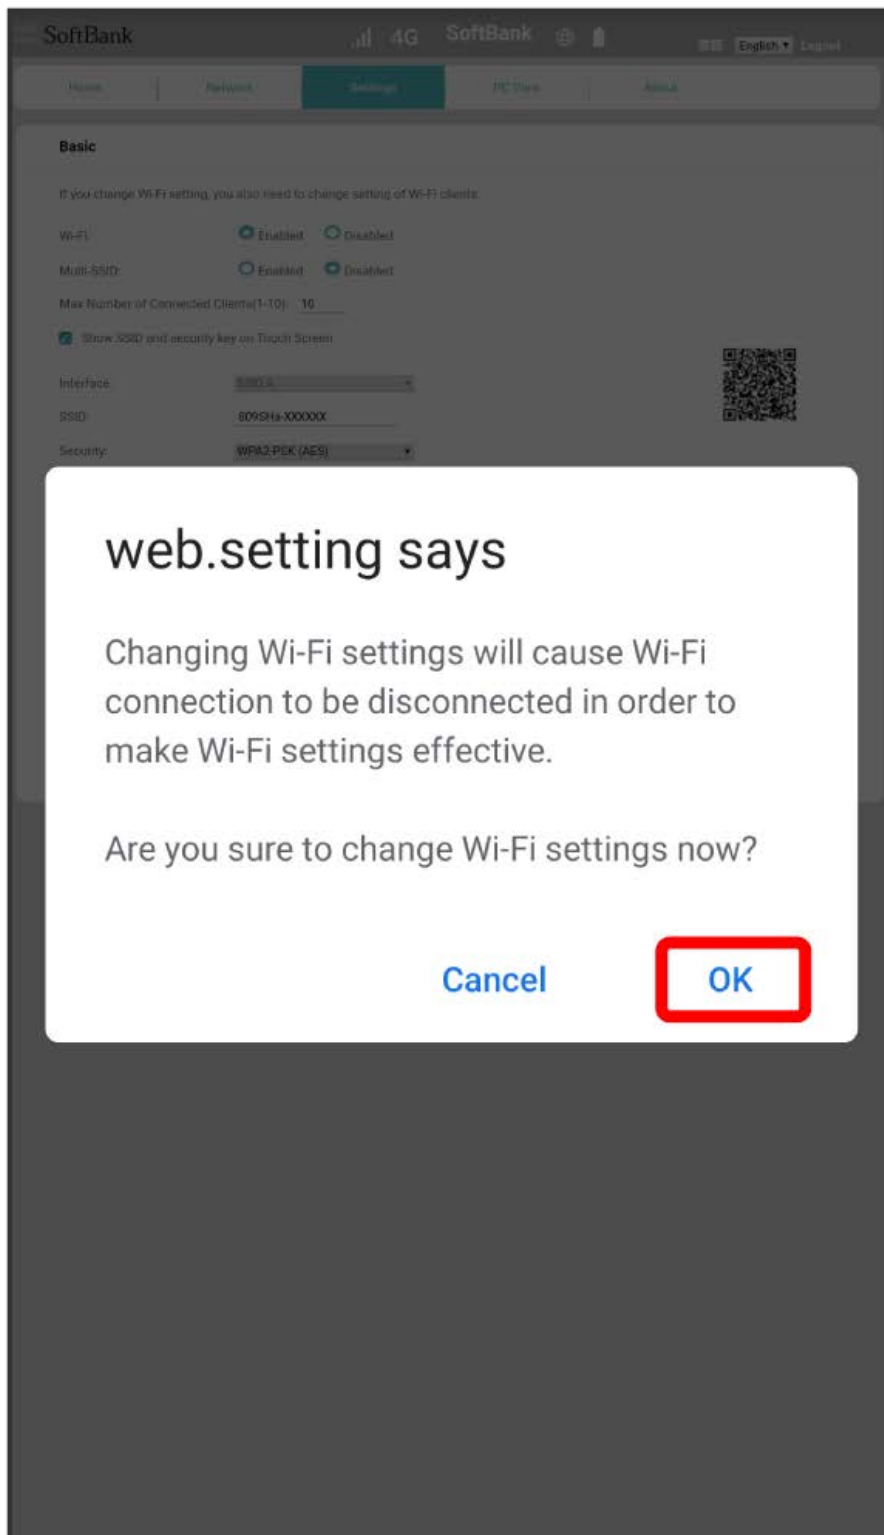 SoftBank 4G SoftBank English Logout
Home Network Settings PC View About
Basic
If you change Wi-Fi setting, you also need to change setting of Wi-Fi clients.
Wi-Fi: Enabled Disabled
Multi-SSID: Enabled Disabled
Max Number of Connected Clients(1-10): 10
Show SSID and security key on Touch Screen
Interface: SSID A
SSID: 809SHa-XXXXXX
Security: WPA2-PSK (AES)
web.setting says
Changing Wi-Fi settings will cause Wi-Fi
connection to be disconnected in order to
make Wi-Fi settings effective.
Are you sure to change Wi-Fi settings now?
Cancel OK